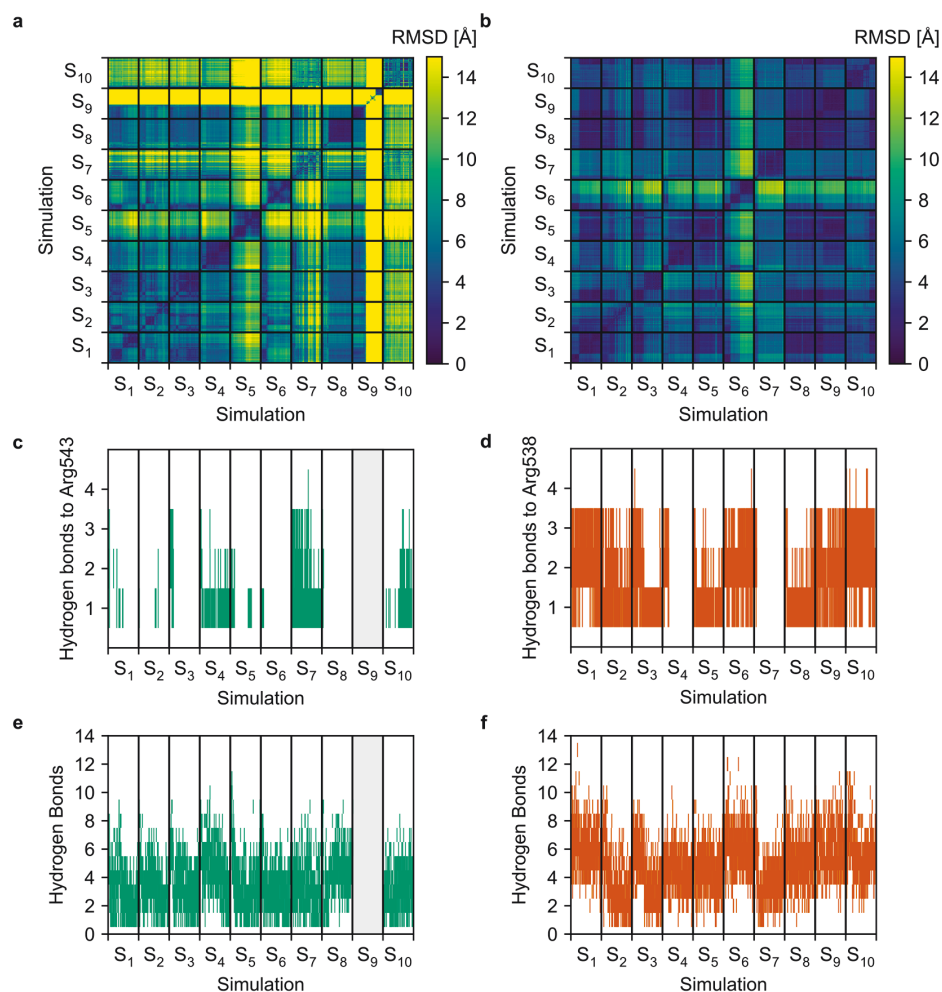 a
b
RMSD [Å]
RMSD [Å]
S10
S9
S8
S7
S6
S5
S4
S3
S2
S1
Simulation
14
12
10
8
6
4
2
0
S1 S2 S3 S4 S5 S6 S7 S8 S9 S10
Simulation
S10
S9
S8
S7
S6
S5
S4
S3
S2
S1
Simulation
14
12
10
8
6
4
2
0
S1 S2 S3 S4 S5 S6 S7 S8 S9 S10
Simulation
c
Hydrogen bonds to Arg543
4
3
2
1
S1 S2 S3 S4 S5 S6 S7 S8 S9 S10
Simulation
d
Hydrogen bonds to Arg538
4
3
2
1
S1 S2 S3 S4 S5 S6 S7 S8 S9 S10
Simulation
e
Hydrogen Bonds
14
12
10
8
6
4
2
0
S1 S2 S3 S4 S5 S6 S7 S8 S9 S10
Simulation
f
Hydrogen Bonds
14
12
10
8
6
4
2
0
S1 S2 S3 S4 S5 S6 S7 S8 S9 S10
Simulation